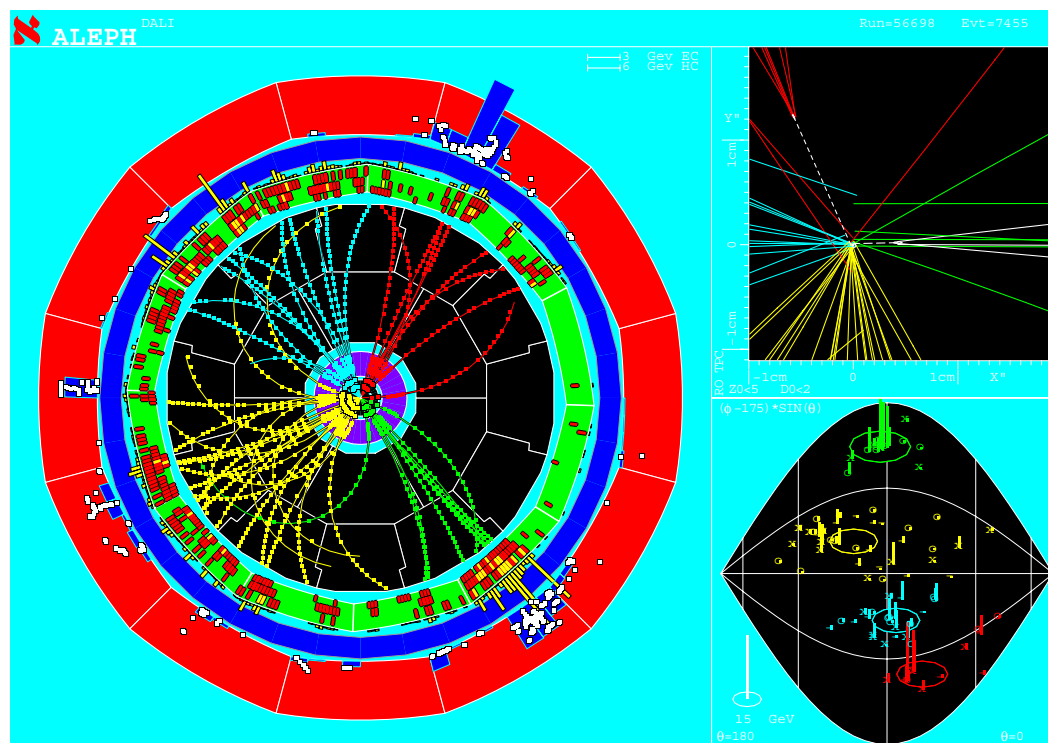 ALEPH DALI Run=56698 Evt=7455
3 Gev EC
6 Gev HC
Y"
1cm
0
-1cm
RO TPC
-1cm 0 1cm X"
Z0<5 D0<2
(ϕ-175)*SIN(θ)
15 GeV
θ=180 θ=0